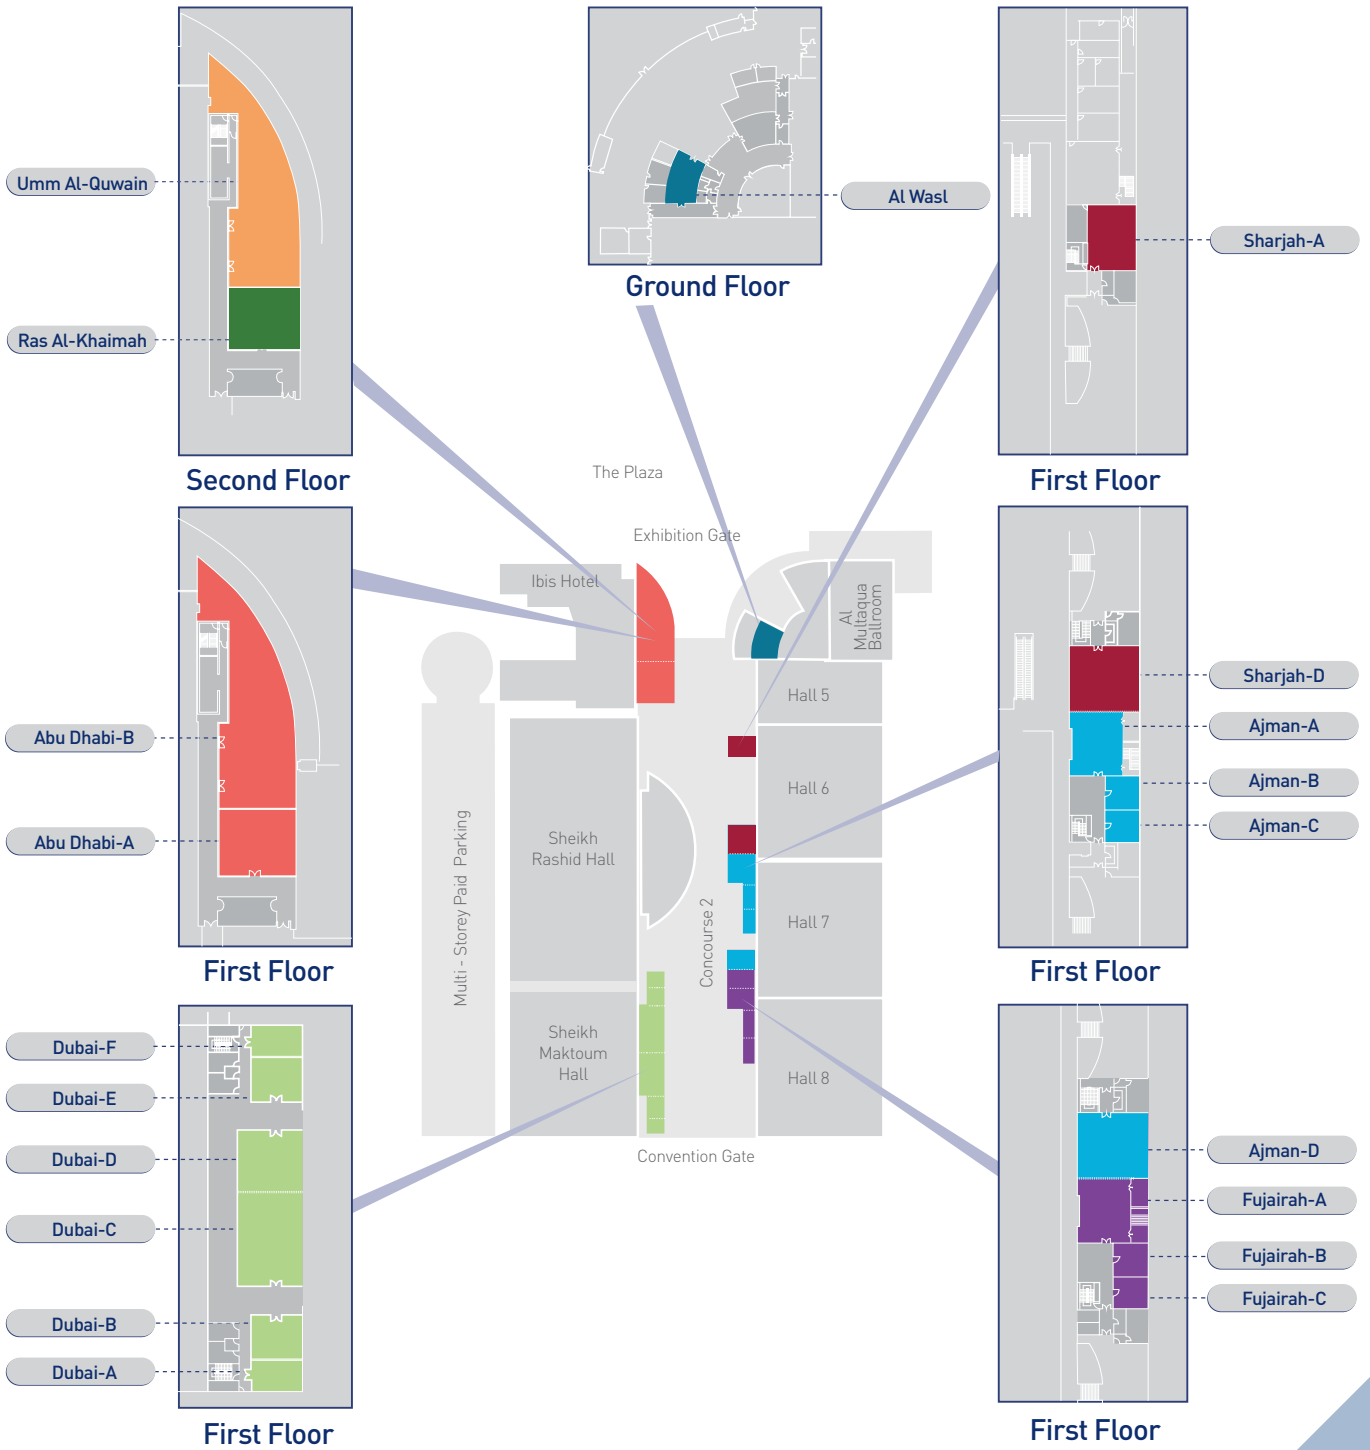 Umm Al-Quwain
Ras Al-Khaimah
Second Floor
Al Wasl
Ground Floor
Sharjah-A
First Floor
Abu Dhabi-B
Abu Dhabi-A
First Floor
The Plaza
Exhibition Gate
Ibis Hotel
Al
Multaqua
Ballroom
Hall 5
Hall 6
Sheikh
Rashid Hall
Multi - Storey Paid Parking
Concourse 2
Hall 7
Sheikh
Maktoum
Hall
Hall 8
Convention Gate
Sharjah-D
Ajman-A
Ajman-B
Ajman-C
First Floor
Dubai-F
Dubai-E
Dubai-D
Dubai-C
Dubai-B
Dubai-A
First Floor
Ajman-D
Fujairah-A
Fujairah-B
Fujairah-C
First Floor